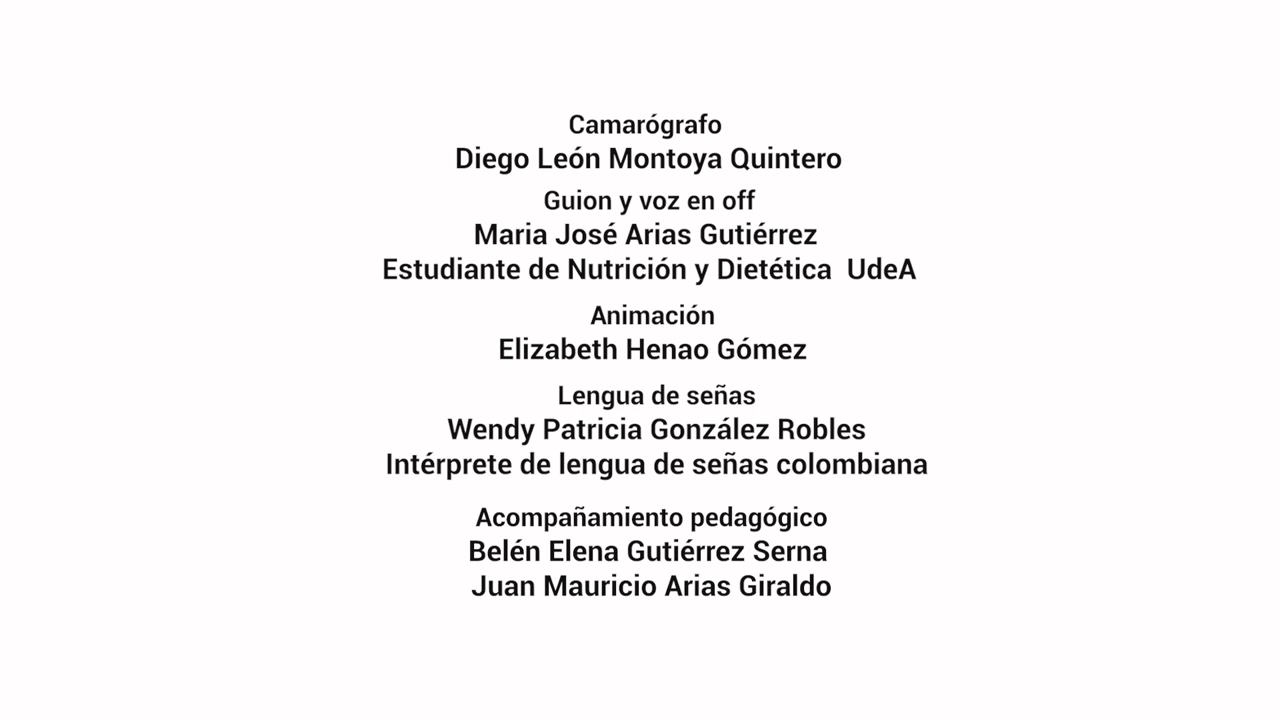 Camarógrafo
Diego León Montoya Quintero
Guion y voz en off
Maria José Arias Gutiérrez
Estudiante de Nutrición y Dietética  UdeA
Animación
Elizabeth Henao Gómez
Lengua de señas
Wendy Patricia González Robles
Intérprete de lengua de señas colombiana
Acompañamiento pedagógico
Belén Elena Gutiérrez Serna
Juan Mauricio Arias Giraldo